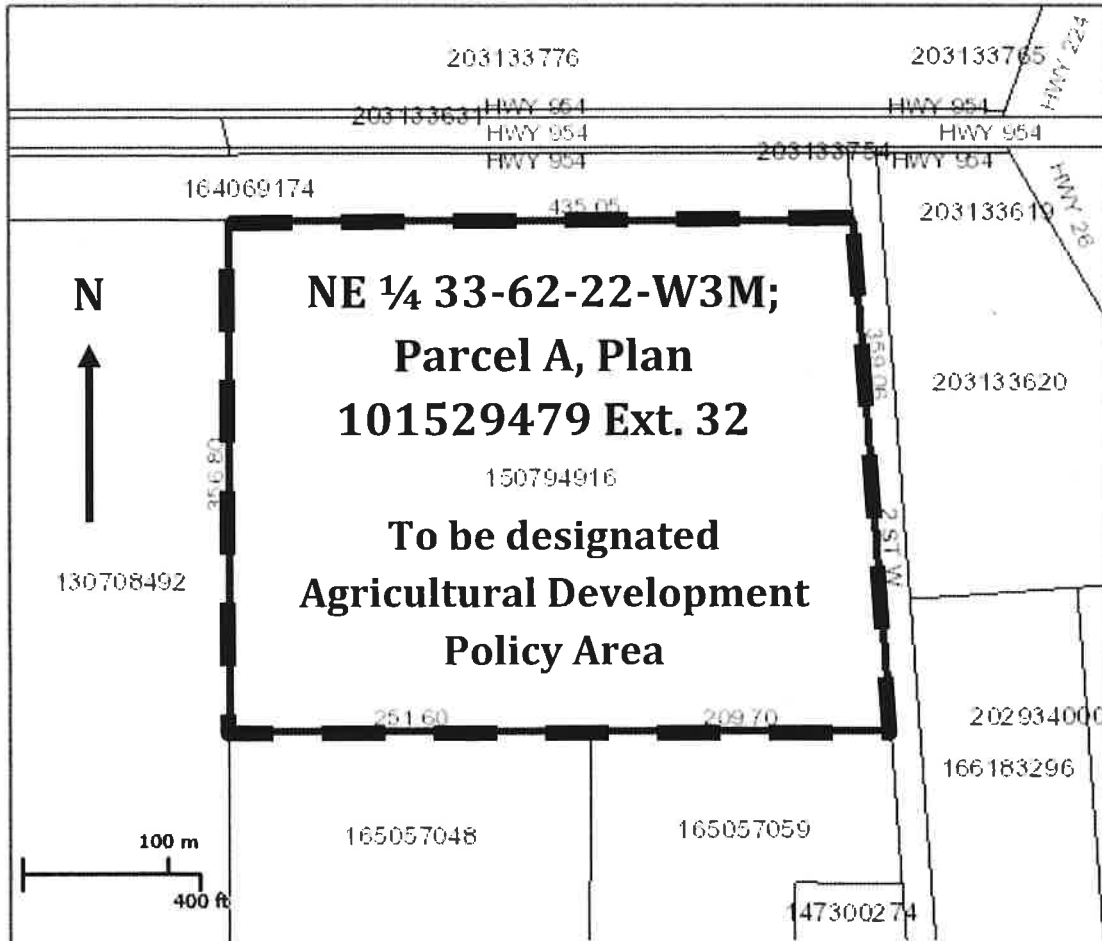 203133776
203133765
HWY 224
HWY 954
HWY 954
203133631
HWY 954
HWY 954
HWY 954
203133754
HWY 954
164069174
203133619
HWY 26
435.05
N
NE ¼ 33-62-22-W3M;
Parcel A, Plan
101529479 Ext. 32
150794916
To be designated
Agricultural Development
Policy Area
359.06
203133620
356.80
2 ST W
130708492
251.60
209.70
202934000
166183296
165057048
165057059
147300274
100 m
400 ft